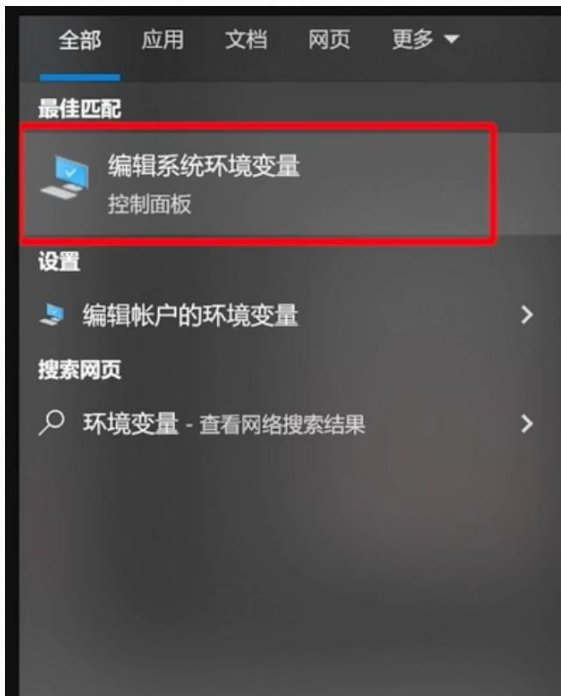 全部 应用 文档 网页 更多
最佳匹配
编辑系统环境变量
控制面板
设置
编辑帐户的环境变量
搜索网页
环境变量 - 查看网络搜索结果